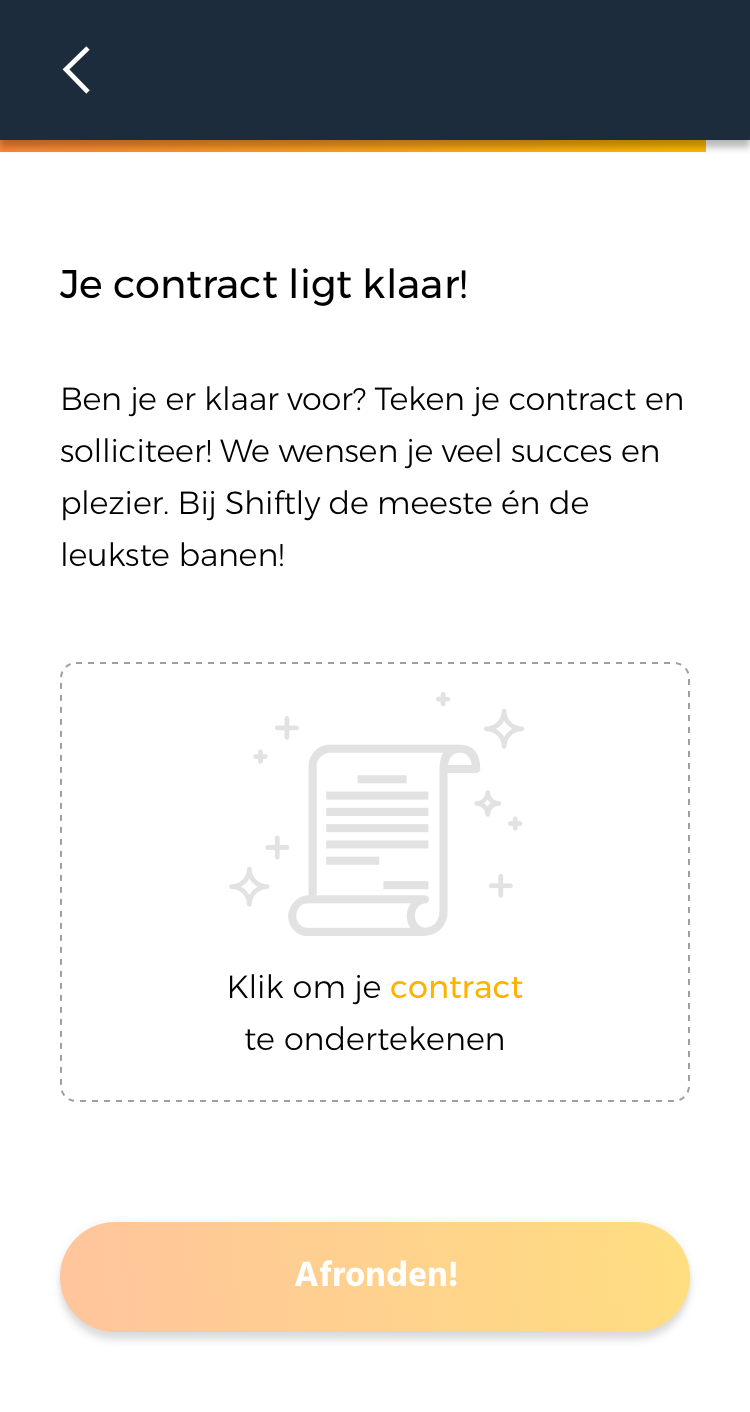 Je contract ligt klaar!
Ben je er klaar voor? Teken je contract en
solliciteer! We wensen je veel succes en
plezier. Bij Shiftly de meeste én de
leukste banen!
Klik om je contract
te ondertekenen
Afronden!